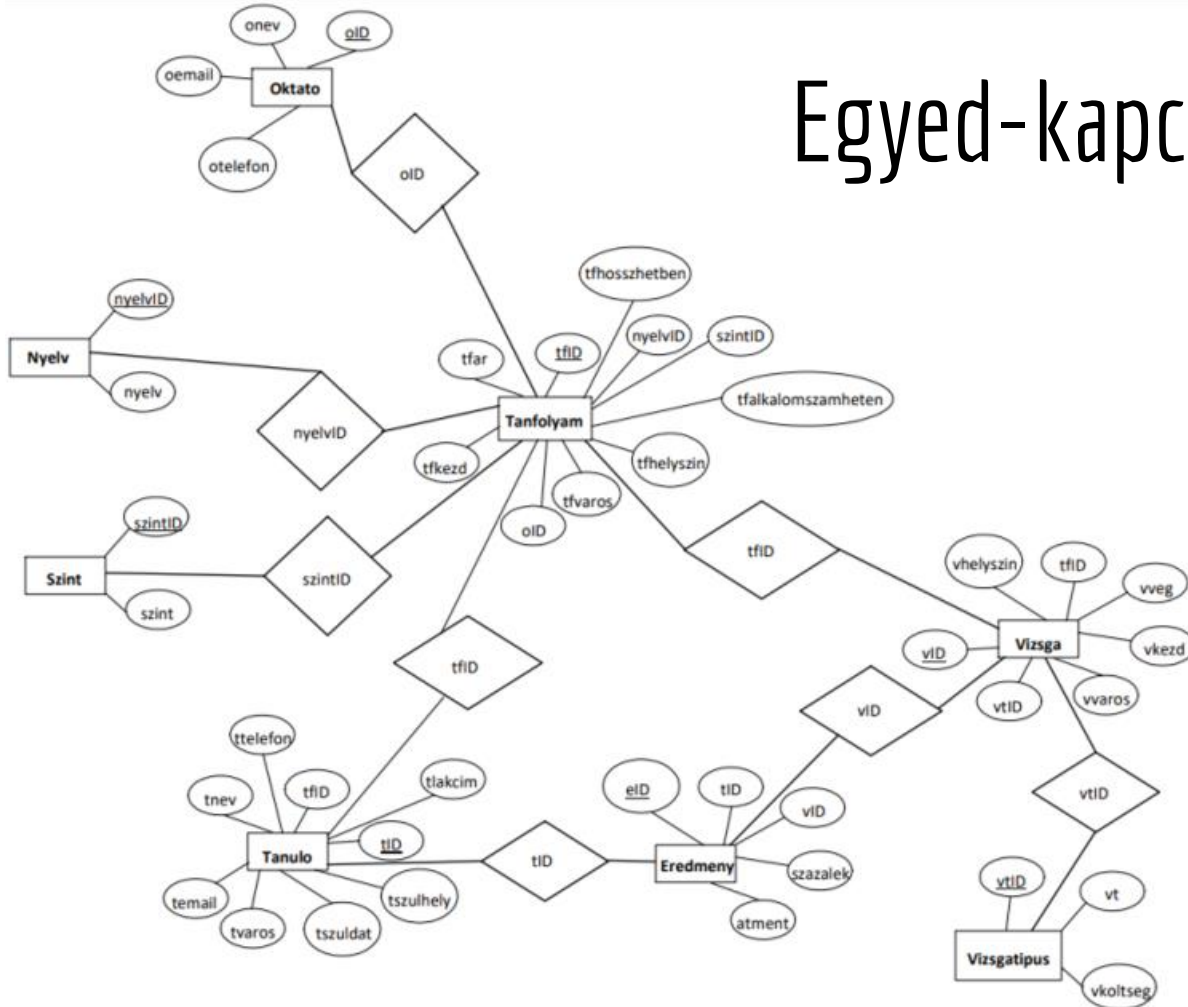 Egyed-kapc
onev
oID
oemail
Oktato
otelefon
oID
tfhosszhetben
nyelvID
Nyelv
nyelv
nyelvID
tfar
tfID
nyelvID
szintID
tfalkalomszamheten
Tanfolyam
tfkezd
tfhelyszin
tfvaros
oID
szintID
Szint
szint
szintID
tfID
tfID
vhelyszin
tfID
vveg
vID
Vizsga
vkezd
vtID
vvaros
vID
vtID
ttelefon
tnev
tfID
tlakcim
tID
Tanulo
temail
tvaros
tszuldat
tszulhely
tID
eID
tID
vID
Eredmeny
szazalek
atment
vtID
vt
Vizsgatipus
vkoltseg